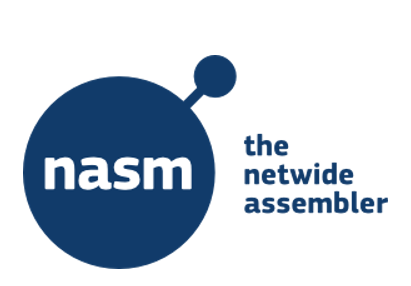 nasm
the
netwide
assembler